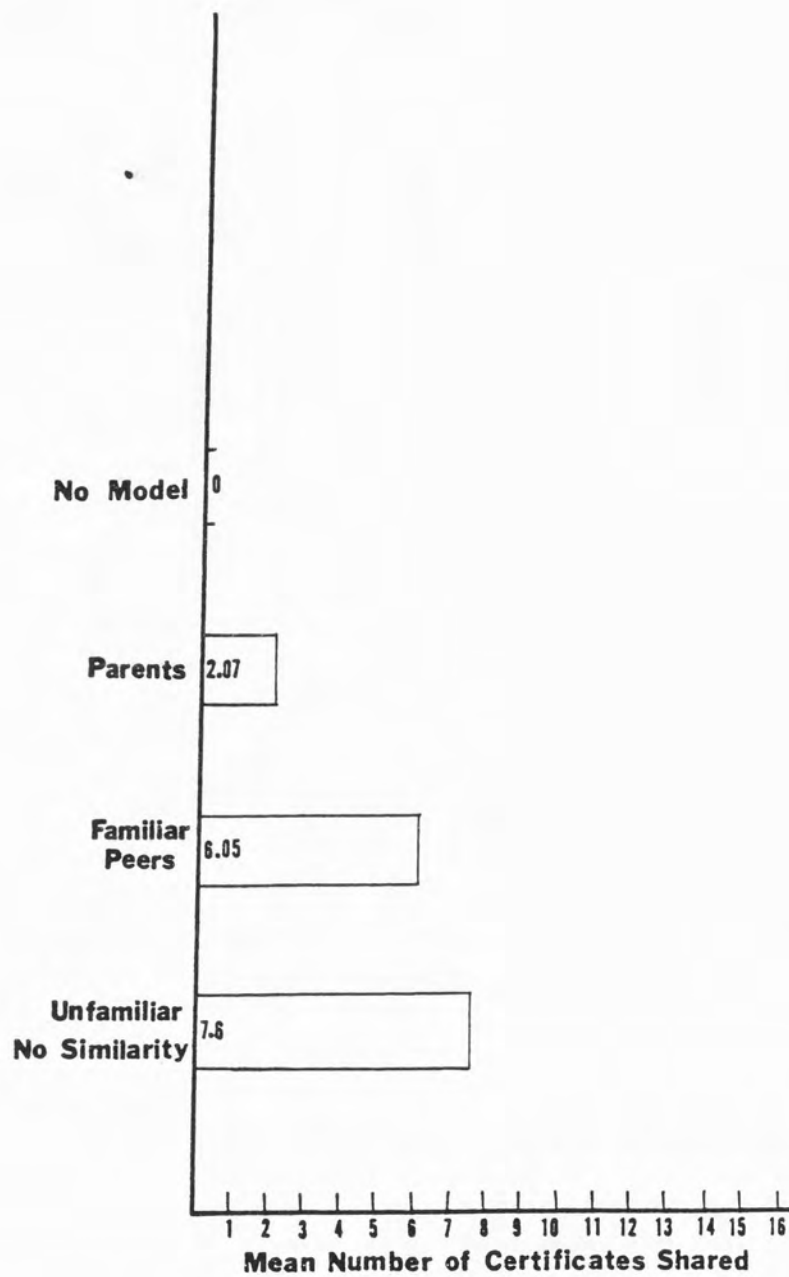 No Model 0
Parents 2.07
Familiar
Peers 6.05
Unfamiliar
No Similarity 7.6
1 2 3 4 5 6 7 8 9 10 11 12 13 14 15 16
Mean Number of Certificates Shared